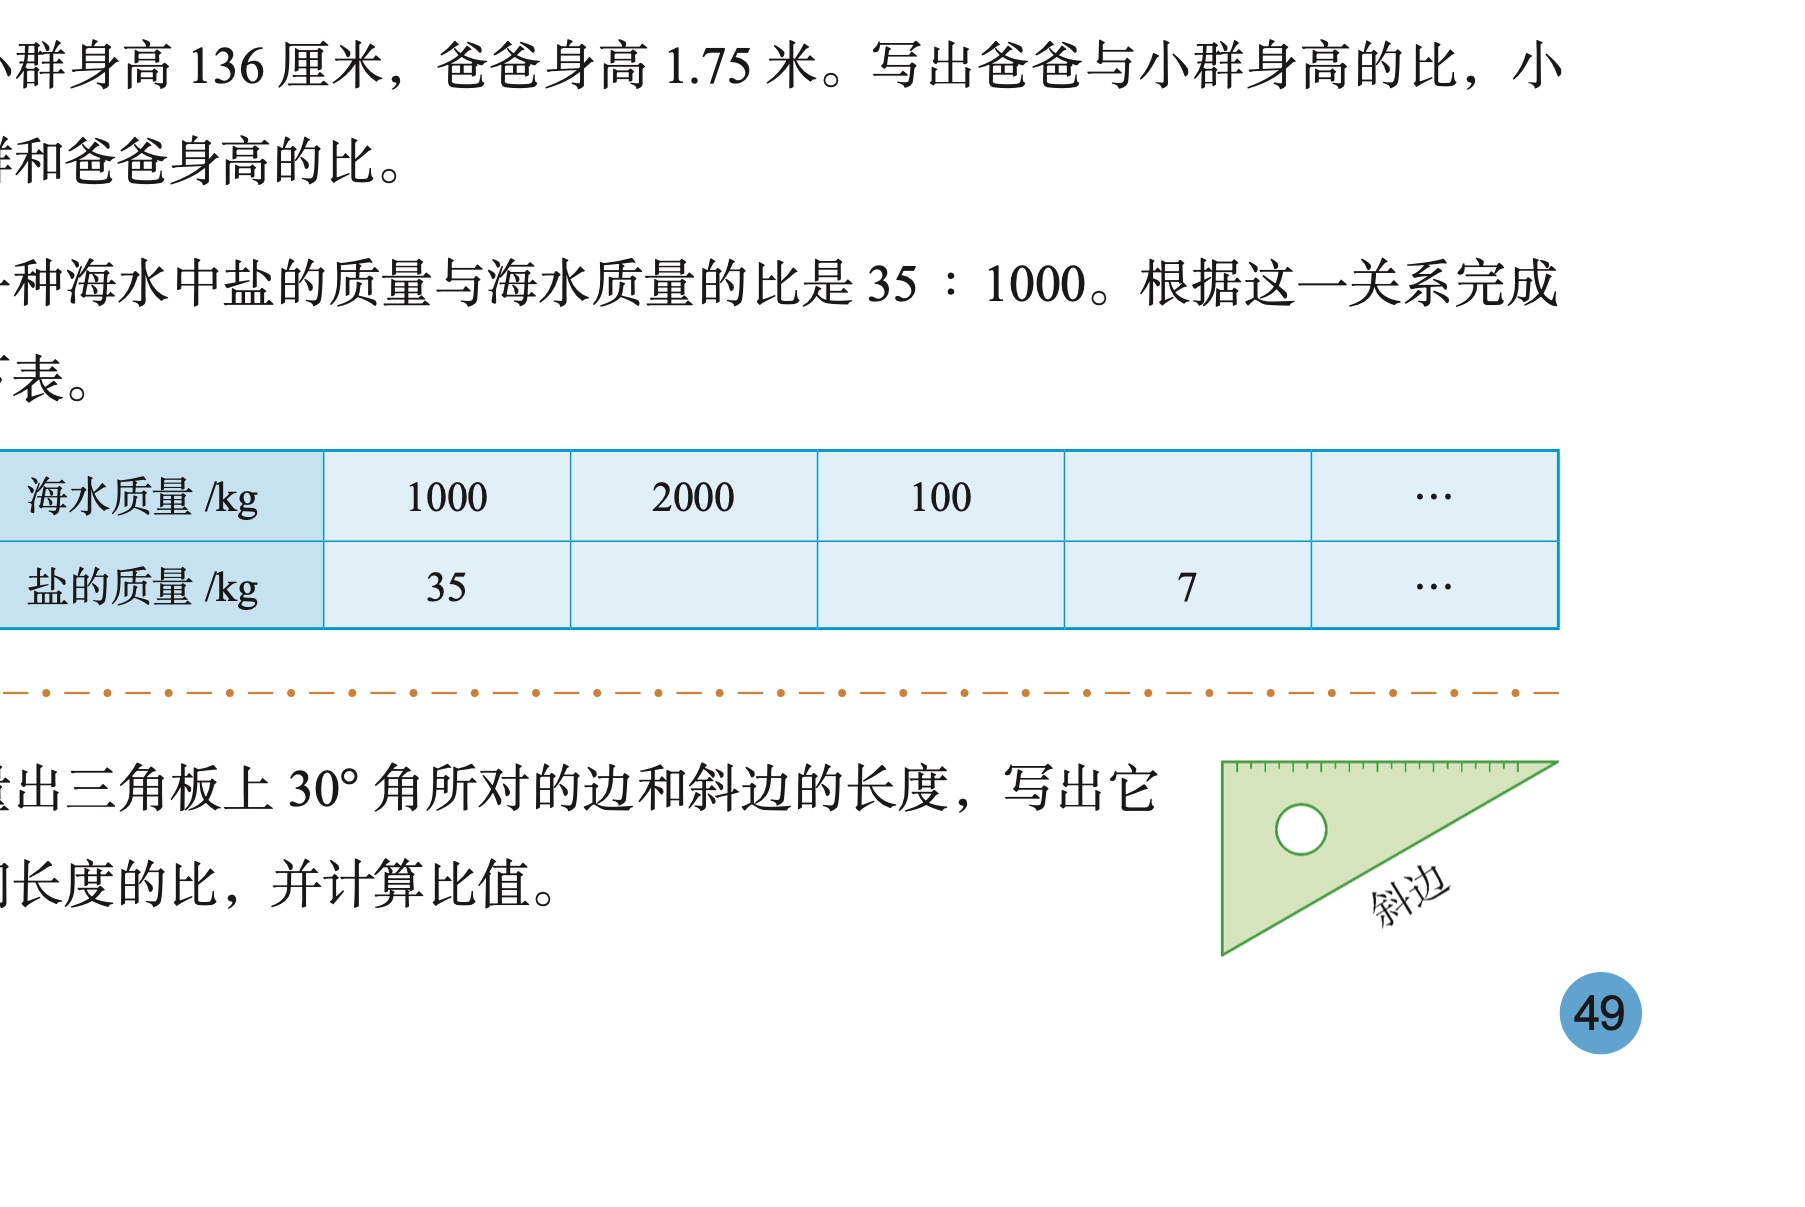 小群身高 136 厘米，爸爸身高 1.75 米。写出爸爸与小群身高的比，小
群和爸爸身高的比。
一种海水中盐的质量与海水质量的比是 35 ∶ 1000。根据这一关系完成
下表。
海水质量 /kg 1000 2000 100 …
盐的质量 /kg 35 7 …
量出三角板上 30° 角所对的边和斜边的长度，写出它
们长度的比，并计算比值。
斜边
49